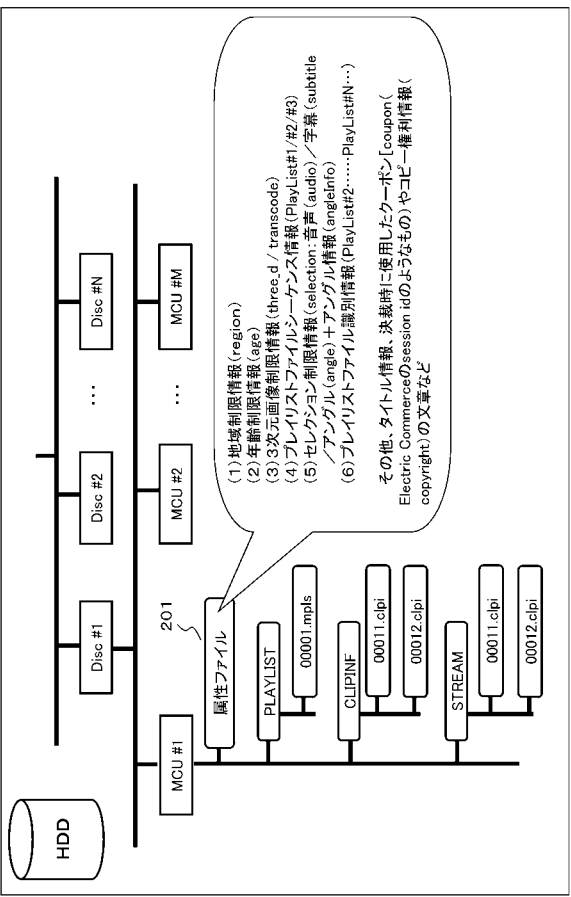 HDD
Disc #1
Disc #2
...
Disc #N
MCU #1
MCU #2
...
MCU #M
201
属性ファイル
PLAYLIST
00001.mpls
CLIPINF
00011.clpi
00012.clpi
STREAM
00011.clpi
00012.clpi
(1)地域制限情報(region)
(2)年齢制限情報(age)
(3)3次元画像制限情報(three_d / transcode)
(4)プレイリストファイルシーケンス情報(PlayList#1/#2/#3)
(5)セレクション制限情報(selection:音声(audio)/字幕(subtitle
/アングル(angle)+アングル情報(angleInfo)
(6)プレイリストファイル識別情報(PlayList#2……PlayList#N…)
その他、タイトル情報、決裁時に使用したクーポン[coupon(
Electric Commerceのsession idのようなもの)やコピー権利情報(
copyright)の文章など